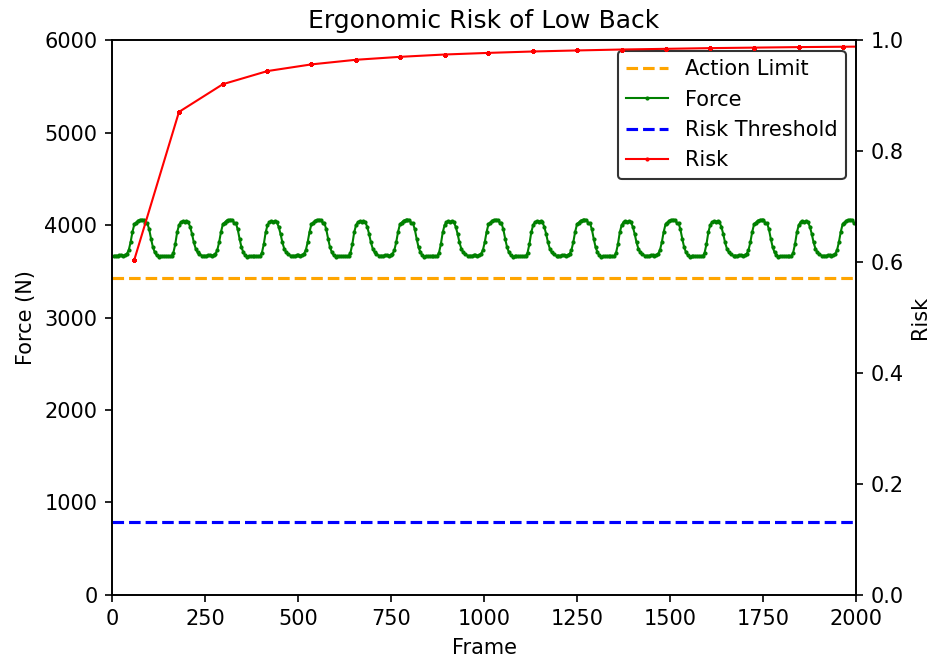 Ergonomic Risk of Low Back
6000
5000
4000
3000
2000
1000
0
Force (N)
1.0
0.8
0.6
0.4
0.2
0.0
Risk
Action Limit
Force
Risk Threshold
Risk
0 250 500 750 1000 1250 1500 1750 2000
Frame